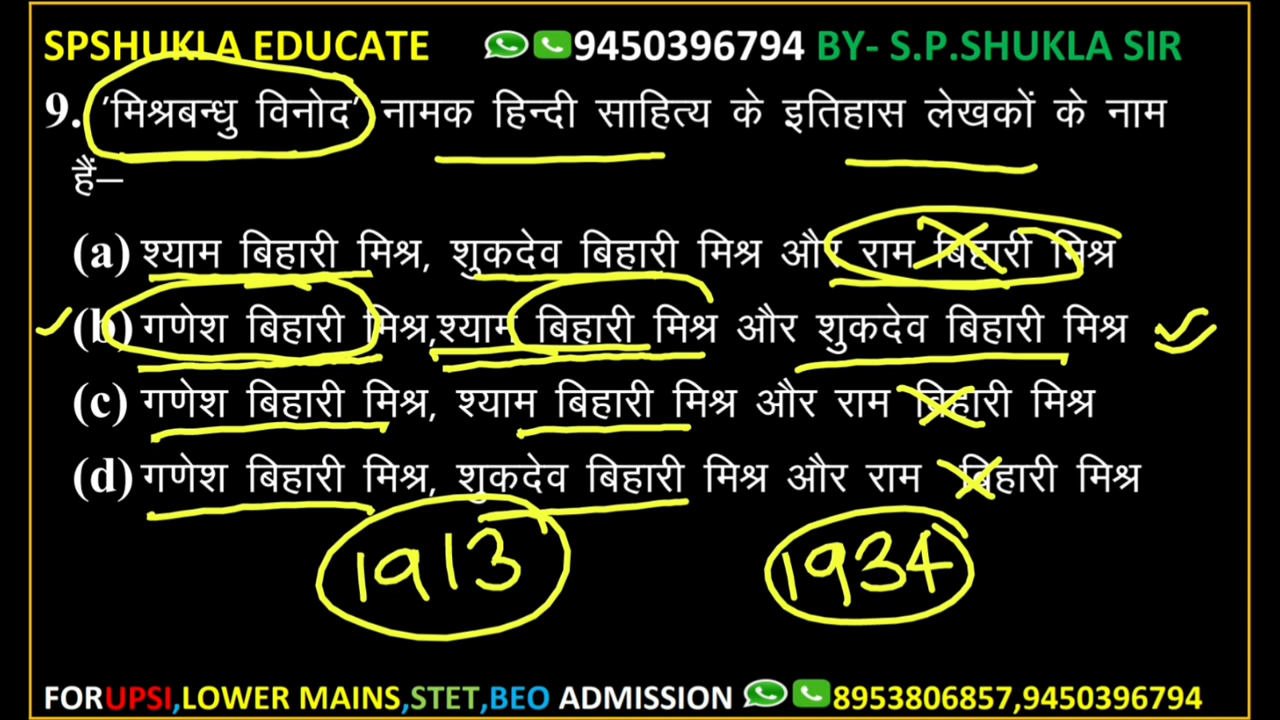 SPSHUKLA EDUCATE 9450396794 BY- S.P.SHUKLA SIR
9. 'मिश्रबन्धु विनोद' नामक हिन्दी साहित्य के इतिहास लेखकों के नाम
हैं–
(a) श्याम बिहारी मिश्र, शुकदेव बिहारी मिश्र और राम बिहारी मिश्र
(b) गणेश बिहारी मिश्र,श्याम बिहारी मिश्र और शुकदेव बिहारी मिश्र
(c) गणेश बिहारी मिश्र, श्याम बिहारी मिश्र और राम बिहारी मिश्र
(d) गणेश बिहारी मिश्र, शुकदेव बिहारी मिश्र और राम बिहारी मिश्र
1913 1934
FOR UPSI,LOWER MAINS,STET,BEO ADMISSION 8953806857,9450396794